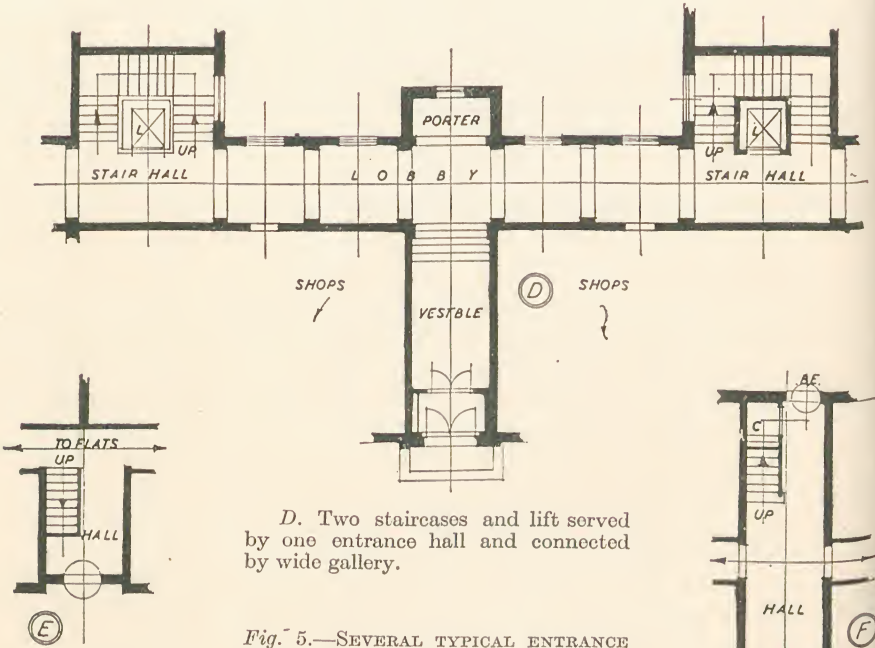 PORTER
L
UP
STAIR HALL
L O B B Y
L
UP
STAIR HALL
SHOPS
D
SHOPS
VESTBLE
TO FLATS
UP
HALL
E
D. Two staircases and lift served
by one entrance hall and connected
by wide gallery.
Fig. 5.—SEVERAL TYPICAL ENTRANCE
C
UP
HALL
F